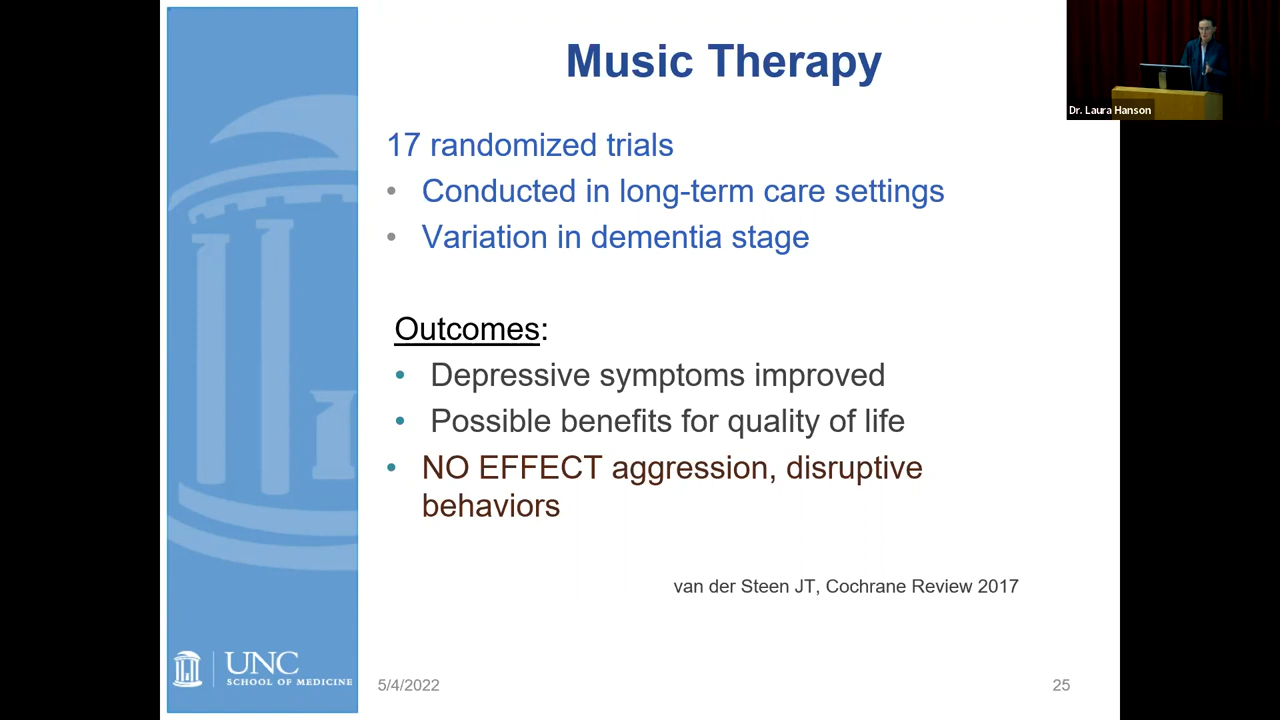 Music Therapy
Dr. Laura Hanson
17 randomized trials
• Conducted in long-term care settings
• Variation in dementia stage
Outcomes:
• Depressive symptoms improved
• Possible benefits for quality of life
• NO EFFECT aggression, disruptive
behaviors
van der Steen JT, Cochrane Review 2017
UNC
SCHOOL OF MEDICINE
5/4/2022
25